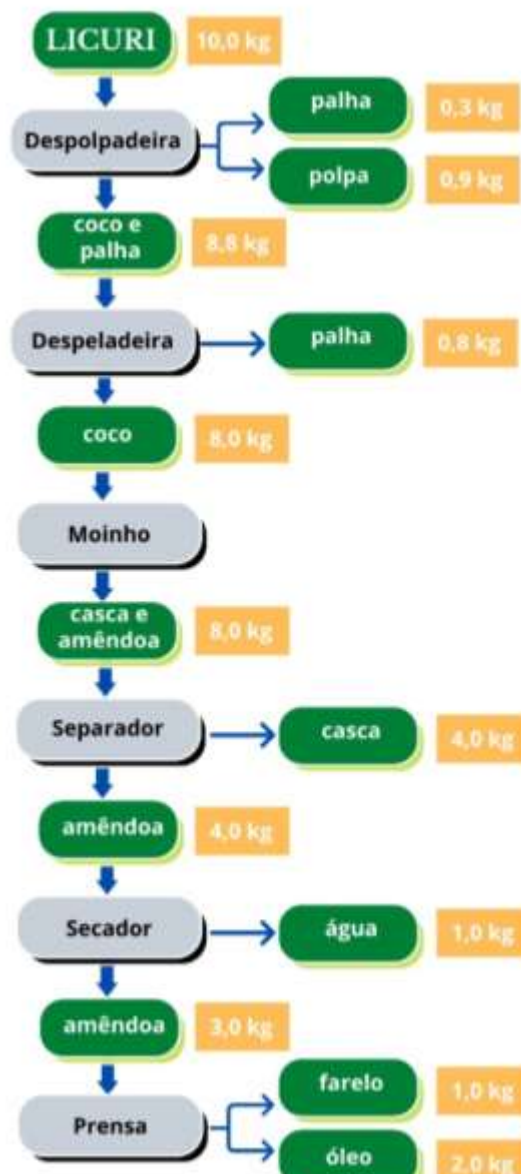 LICURI 10,0 kg
palha 0,3 kg
Despolpadeira
polpa 0,9 kg
coco e
palha 8,8 kg
Despeladeira palha 0,8 kg
coco 8,0 kg
Moinho
casca e
amêndoa 8,0 kg
Separador casca 4,0 kg
amêndoa 4,0 kg
Secador água 1,0 kg
amêndoa 3,0 kg
farelo 1,0 kg
Prensa
óleo 2,0 kg